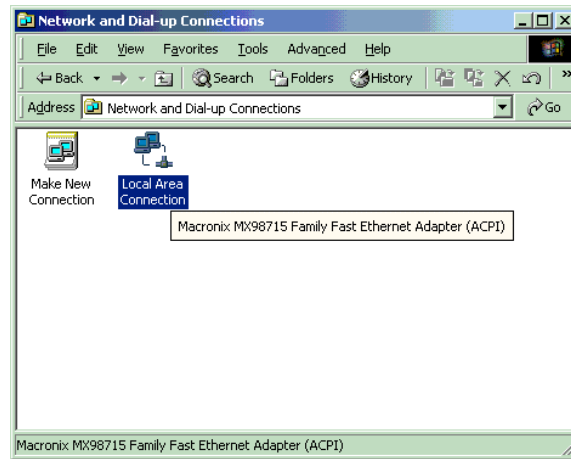 Network and Dial-up Connections
File Edit View Favorites Tools Advanced Help
Back Search Folders History »
Address Network and Dial-up Connections Go
Make New Connection
Local Area Connection
Macronix MX98715 Family Fast Ethernet Adapter (ACPI)
Macronix MX98715 Family Fast Ethernet Adapter (ACPI)